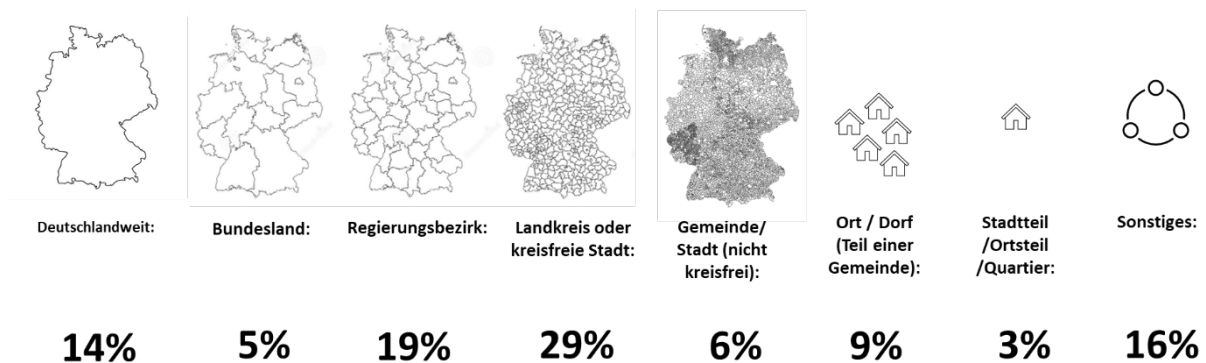 Deutschlandweit:
Bundesland:
Regierungsbezirk:
Landkreis oder
kreisfreie Stadt:
Gemeinde/
Stadt (nicht
kreisfrei):
Ort / Dorf
(Teil einer
Gemeinde):
Stadtteil
/Ortsteil
/Quartier:
Sonstiges:
14%
5%
19%
29%
6%
9%
3%
16%